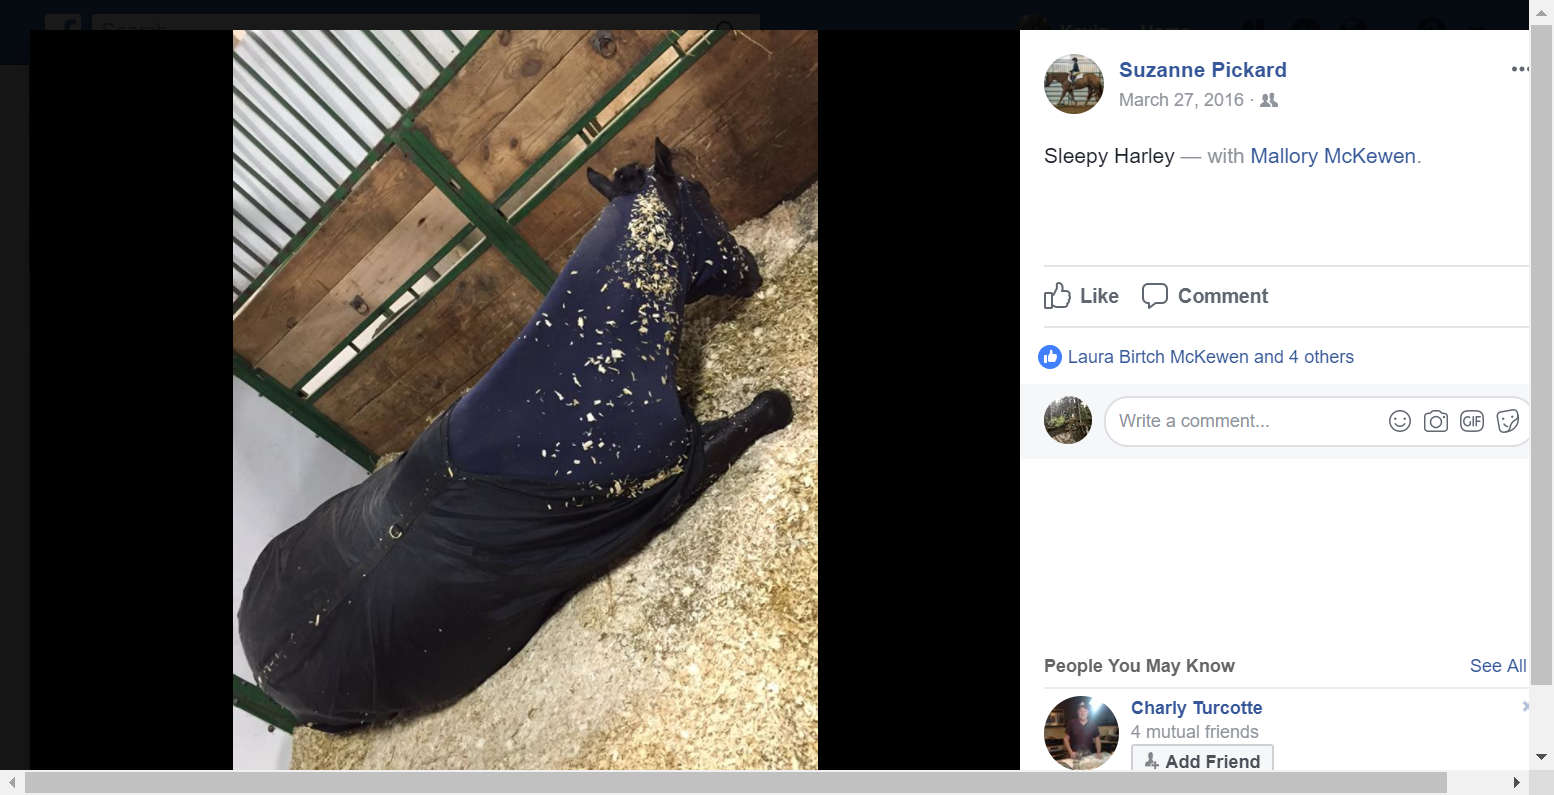 Search
Suzanne Pickard
March 27, 2016 ·
Sleepy Harley — with Mallory McKewen.
Like Comment
Laura Birtch McKewen and 4 others
Write a comment...
GIF
People You May Know See All
Charly Turcotte
4 mutual friends
Add Friend